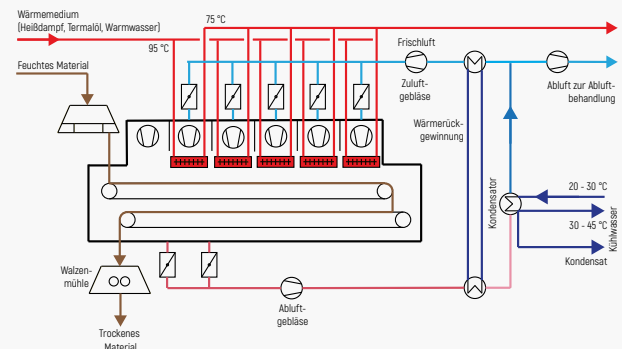 Wärmemedium
(Heißdampf, Termalöl, Warmwasser)
75 °C
95 °C
Feuchtes Material
Frischluft
Zuluft-
gebläse
Abluft zur Abluft-
behandlung
Wärmerück-
gewinnung
Kondensator
20 - 30 °C
30 - 45 °C
Kühlwasser
Kondensat
Walzen-
mühle
Abluft-
gebläse
Trockenes
Material